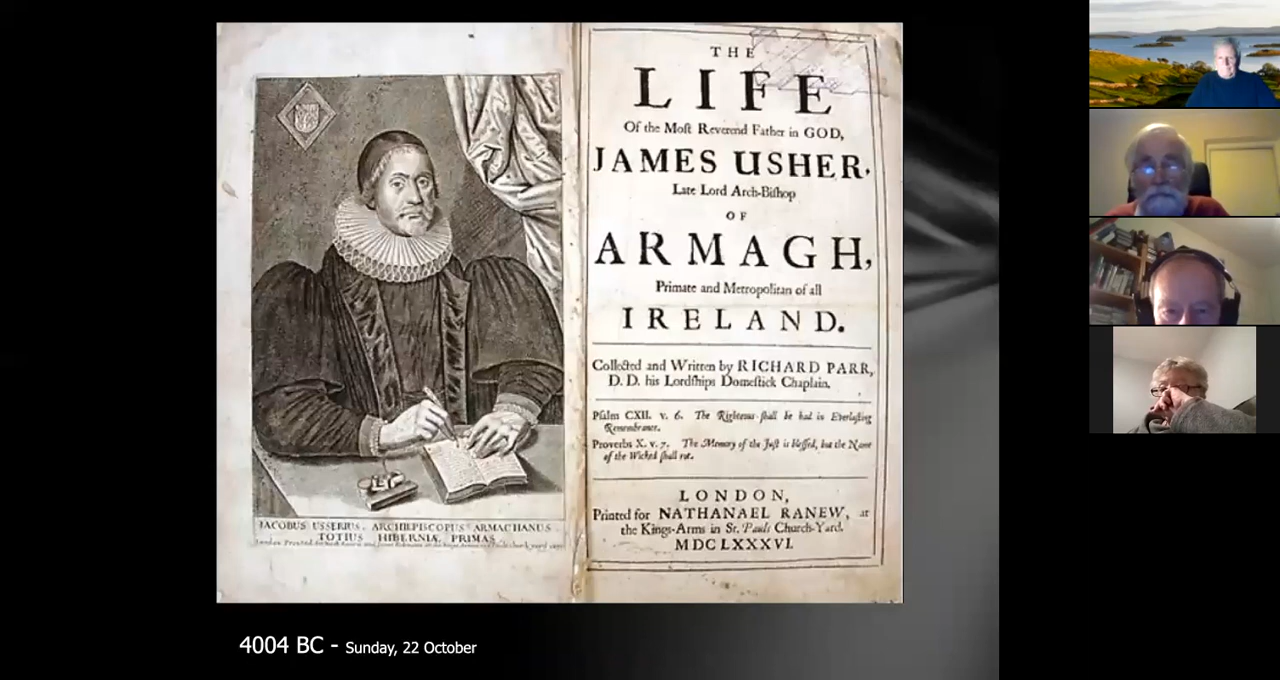 THE
LIFE
Of the Moſt Reverend Father in GOD,
JAMES USHER,
Late Lord Arch-Biſhop
OF
ARMAGH,
Primate and Metropolitan of all
IRELAND.
Collected and Written by RICHARD PARR,
D. D. his Lordſhips Domeſtick Chaplain.
Pſalm CXII. v. 6. The Righteous ſhall be had in Everlaſting
Remembrance.
Proverbs X. v. 7. The Memory of the Juſt is bleſſed, but the Name
of the Wicked ſhall rot.
LONDON,
Printed for NATHANAEL RANEW, at
the Kings-Arms in St. Pauls Church-Yard.
MDCLXXXVI.
JACOBUS USSERIUS, ARCHIEPISCOPUS ARMACHANUS
TOTIUS HIBERNIÆ PRIMAS
London Printed for
4004 BC - Sunday, 22 October